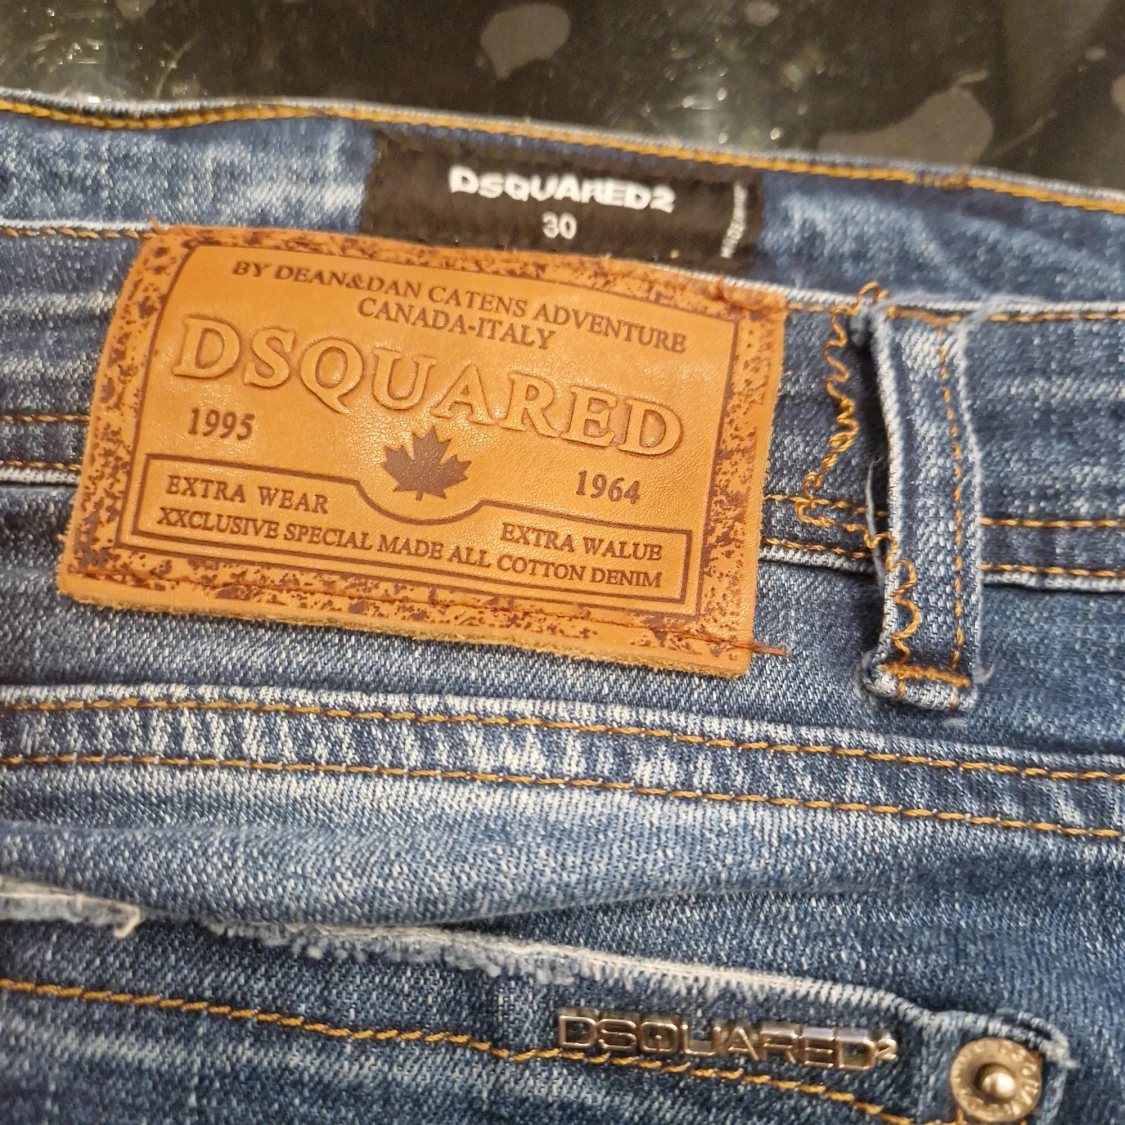 DSQUARED2
30
BY DEAN&DAN CATENS ADVENTURE
CANADA-ITALY
DSQUARED
1995
1964
EXTRA WEAR
EXTRA WALUE
XXCLUSIVE SPECIAL MADE ALL COTTON DENIM
DSQUARED2